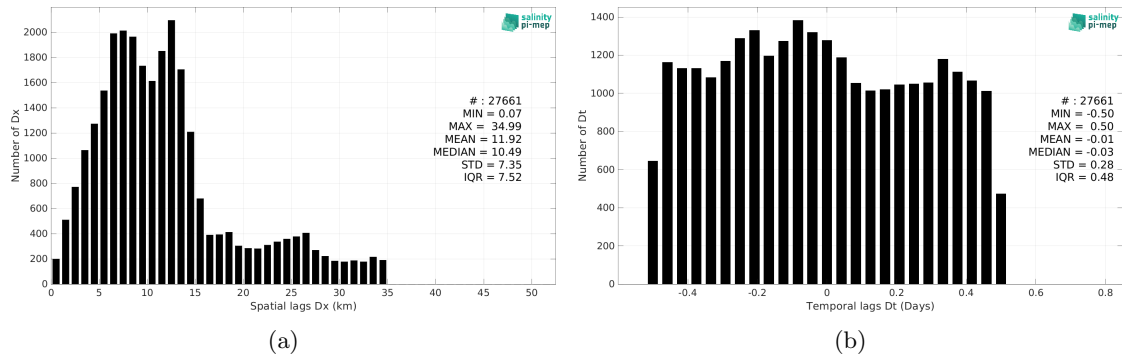 salinity
pi-mep
2000
1800
1600
1400
1200
1000
800
600
400
200
0
Number of Dx
# : 27661
MIN = 0.07
MAX = 34.99
MEAN = 11.92
MEDIAN = 10.49
STD = 7.35
IQR = 7.52
0 5 10 15 20 25 30 35 40 45 50
Spatial lags Dx (km)
(a)
salinity
pi-mep
1400
1200
1000
800
600
400
200
0
Number of Dt
# : 27661
MIN = -0.50
MAX = 0.50
MEAN = -0.01
MEDIAN = -0.03
STD = 0.28
IQR = 0.48
-0.4 -0.2 0 0.2 0.4 0.6 0.8
Temporal lags Dt (Days)
(b)